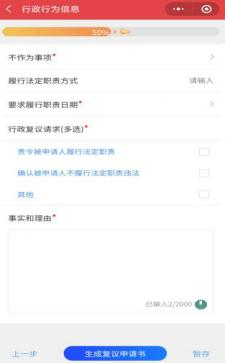 行政行为信息
50%
不作为事项*
履行法定职责方式 请输入
要求履行职责日期*
行政复议请求(多选)*
责令被申请人履行法定职责
确认被申请人不履行法定职责违法
其他
事实和理由*
已输入2/2000
上一步 生成复议申请书 暂存